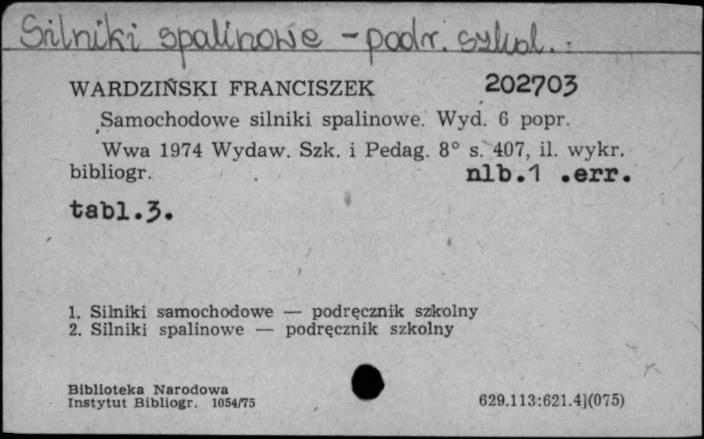 Silniki spalinowe - podr. szkol.
WARDZIŃSKI FRANCISZEK 202703
Samochodowe silniki spalinowe. Wyd. 6 popr.
Wwa 1974 Wydaw. Szk. i Pedag. 8° s. 407, il. wykr.
bibliogr. nlb.1 .err.
tabl.3.
1. Silniki samochodowe — podręcznik szkolny
2. Silniki spalinowe — podręcznik szkolny
Biblioteka Narodowa
Instytut Bibliogr. 1054/75 629.113:621.4](075)